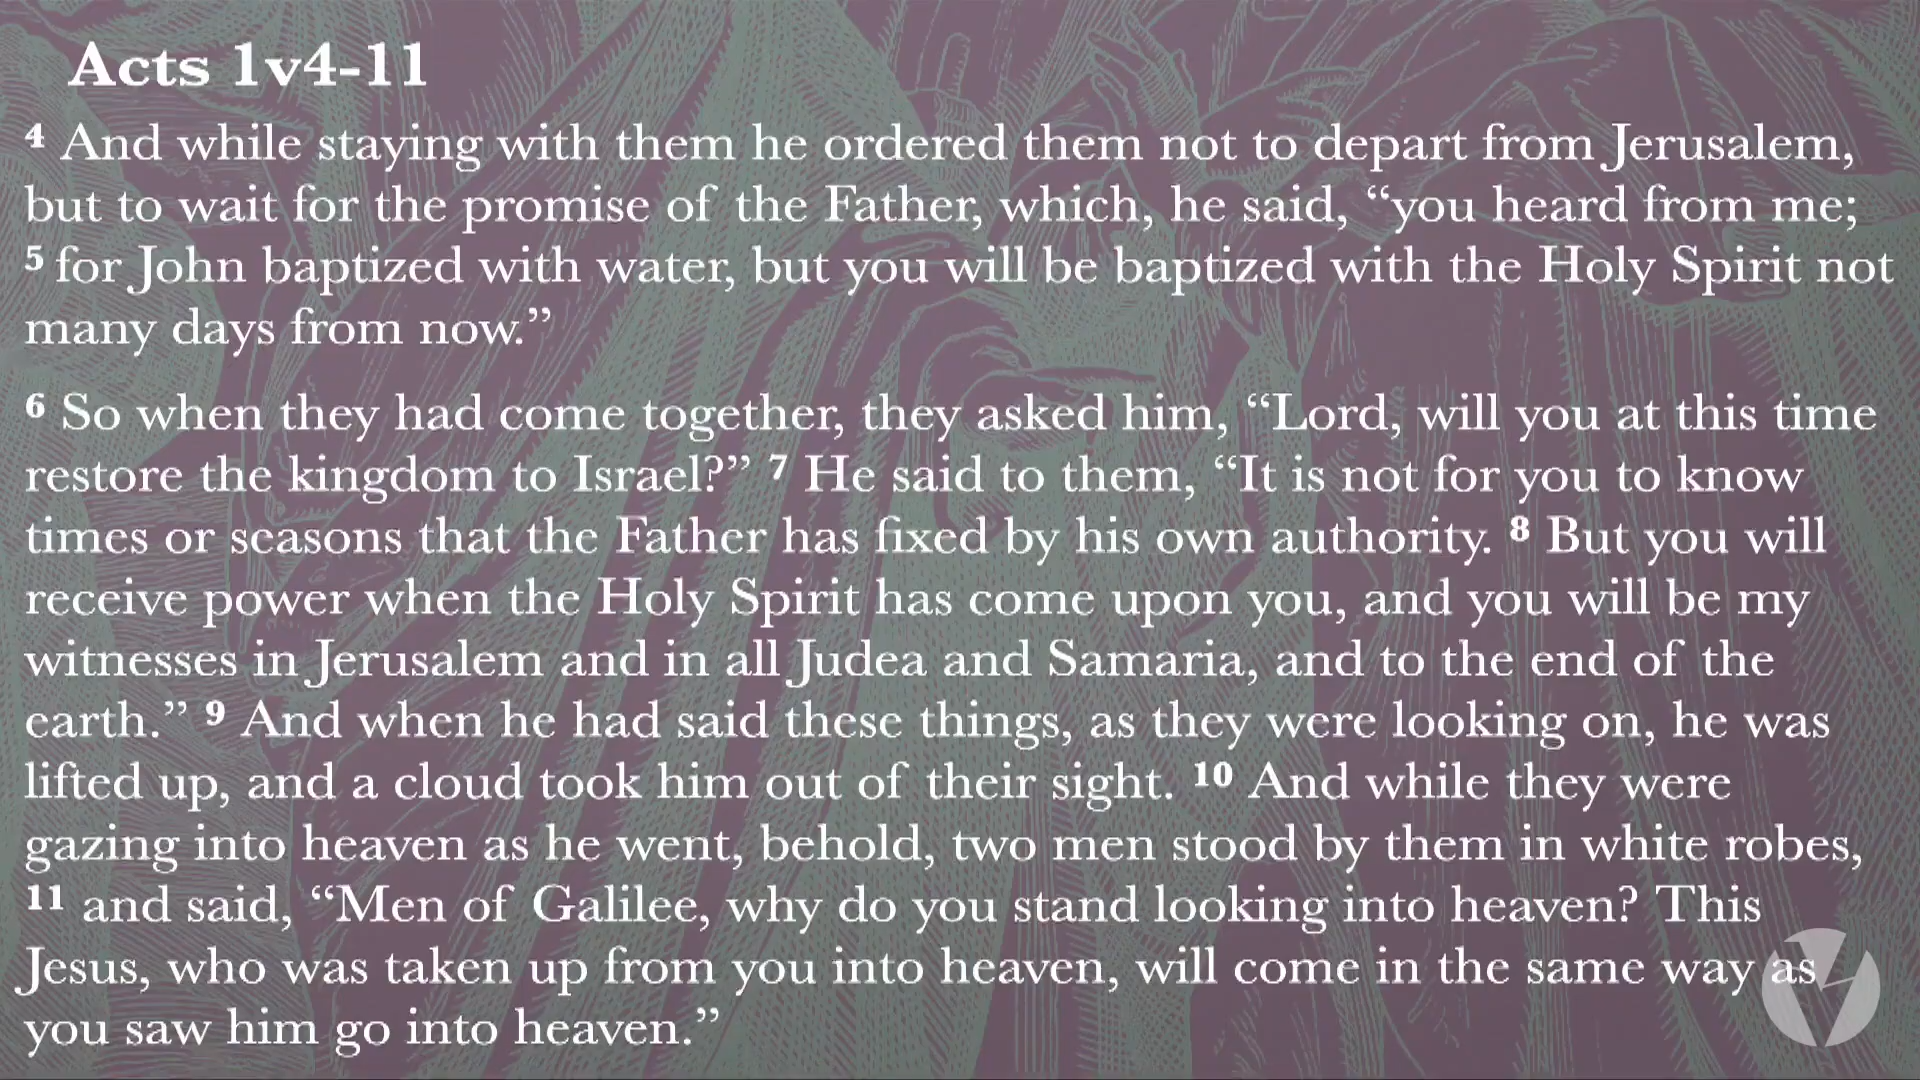 Acts 1v4-11
4 And while staying with them he ordered them not to depart from Jerusalem,
but to wait for the promise of the Father, which, he said, “you heard from me;
5 for John baptized with water, but you will be baptized with the Holy Spirit not
many days from now.”
6 So when they had come together, they asked him, “Lord, will you at this time
restore the kingdom to Israel?” 7 He said to them, “It is not for you to know
times or seasons that the Father has fixed by his own authority. 8 But you will
receive power when the Holy Spirit has come upon you, and you will be my
witnesses in Jerusalem and in all Judea and Samaria, and to the end of the
earth.” 9 And when he had said these things, as they were looking on, he was
lifted up, and a cloud took him out of their sight. 10 And while they were
gazing into heaven as he went, behold, two men stood by them in white robes,
11 and said, “Men of Galilee, why do you stand looking into heaven? This
Jesus, who was taken up from you into heaven, will come in the same way as
you saw him go into heaven.”